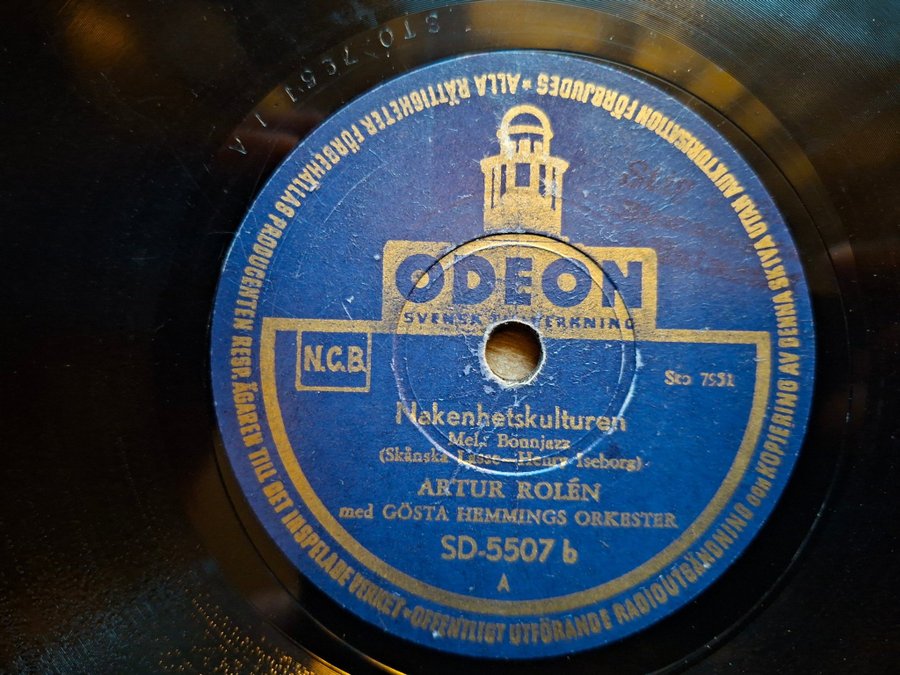 STO 7951
ALLA RÄTTIGHETER FÖRBEHÅLLAS PRODUCENTEN RESP. ÄGAREN TILL DET INSPELADE VERKET • OFFENTLIGT UTFÖRANDE RADIOUTSÄNDNING OCH KOPIERING AV DENNA SKIVA UTAN AUKTORISATION FÖRBJUDES •
ODEON
SVENSK TILLVERKNING
N.C.B.
Sto 7951
Nakenhetskulturen
Mel. Bonnjazz
(Skånska Lasse—Henry Iseborg)
ARTUR ROLÉN
med GÖSTA HEMMINGS ORKESTER
SD-5507 b
A